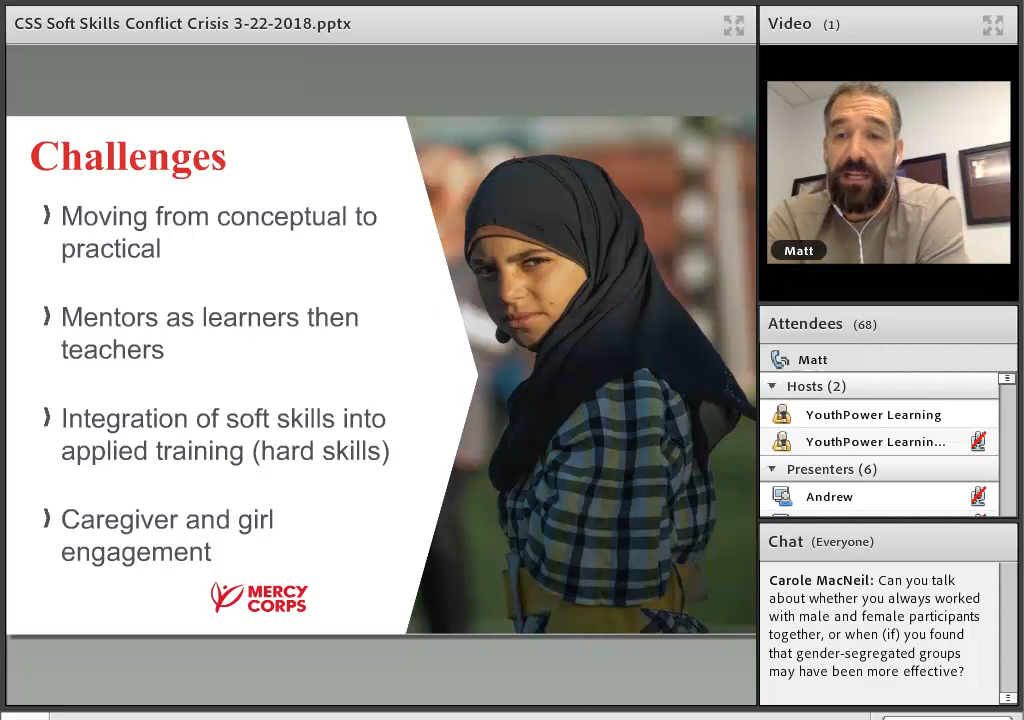 CSS Soft Skills Conflict Crisis 3-22-2018.pptx
Challenges
Moving from conceptual to
practical
Mentors as learners then
teachers
Integration of soft skills into
applied training (hard skills)
Caregiver and girl
engagement
MERCY
CORPS
Video (1)
Matt
Attendees (68)
Matt
Hosts (2)
YouthPower Learning
YouthPower Learnin...
Presenters (6)
Andrew
Chat (Everyone)
Carole MacNeil: Can you talk
about whether you always worked
with male and female participants
together, or when (if) you found
that gender-segregated groups
may have been more effective?